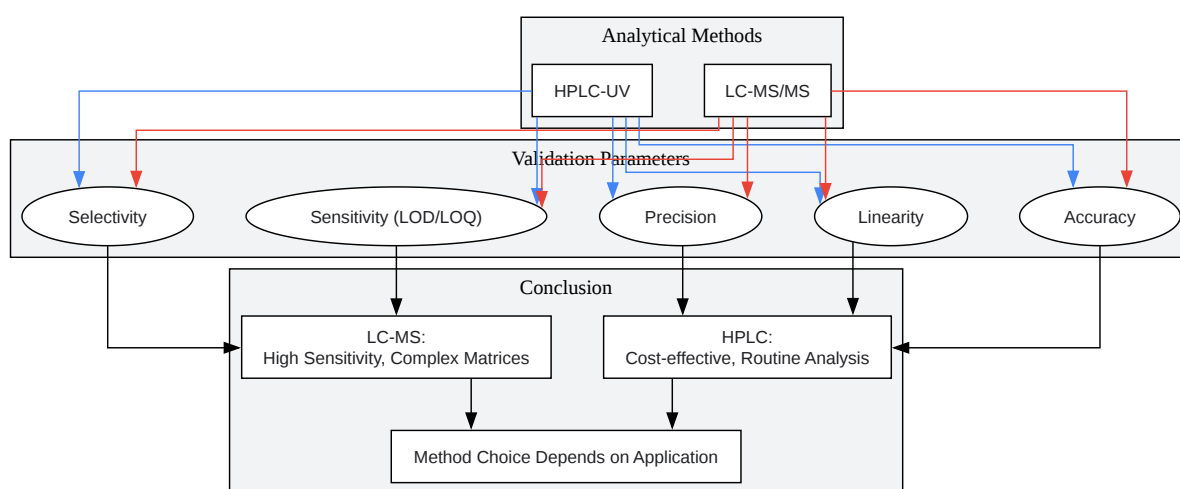 Analytical Methods
HPLC-UV
LC-MS/MS
Validation Parameters
Selectivity
Sensitivity (LOD/LOQ)
Precision
Linearity
Accuracy
Conclusion
LC-MS:
High Sensitivity, Complex Matrices
HPLC:
Cost-effective, Routine Analysis
Method Choice Depends on Application